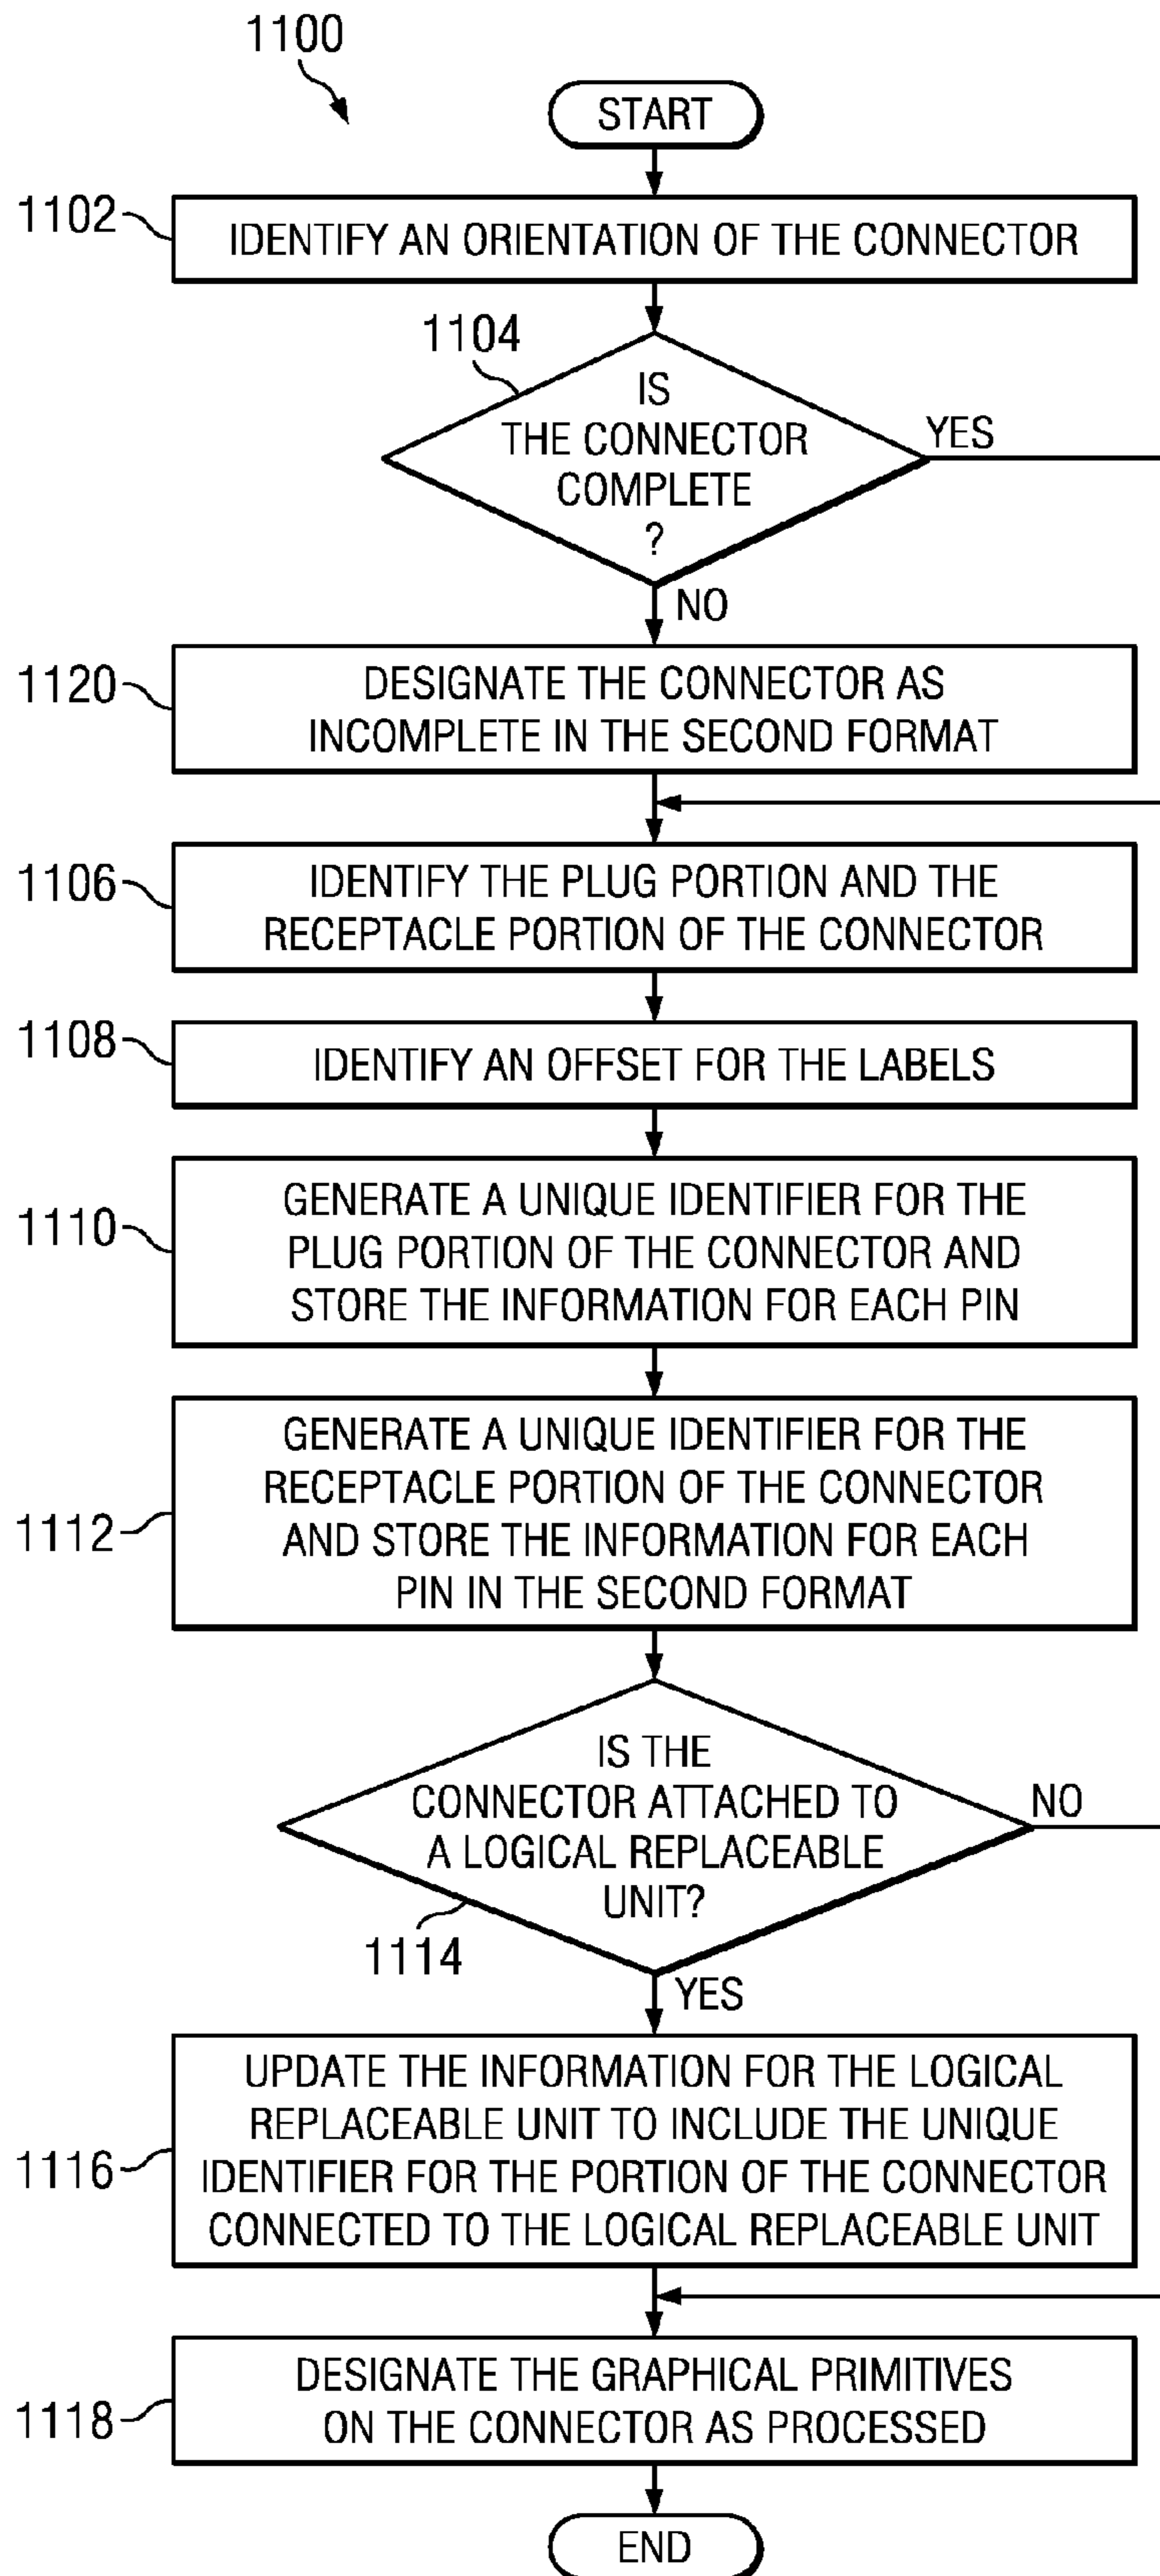 1100
START
1102
IDENTIFY AN ORIENTATION OF THE CONNECTOR
1104
IS
THE CONNECTOR
COMPLETE
?
YES
NO
1120
DESIGNATE THE CONNECTOR AS
INCOMPLETE IN THE SECOND FORMAT
1106
IDENTIFY THE PLUG PORTION AND THE
RECEPTACLE PORTION OF THE CONNECTOR
1108
IDENTIFY AN OFFSET FOR THE LABELS
1110
GENERATE A UNIQUE IDENTIFIER FOR THE
PLUG PORTION OF THE CONNECTOR AND
STORE THE INFORMATION FOR EACH PIN
1112
GENERATE A UNIQUE IDENTIFIER FOR THE
RECEPTACLE PORTION OF THE CONNECTOR
AND STORE THE INFORMATION FOR EACH
PIN IN THE SECOND FORMAT
IS THE
CONNECTOR ATTACHED TO
A LOGICAL REPLACEABLE
UNIT?
NO
1114
YES
1116
UPDATE THE INFORMATION FOR THE LOGICAL
REPLACEABLE UNIT TO INCLUDE THE UNIQUE
IDENTIFIER FOR THE PORTION OF THE CONNECTOR
CONNECTED TO THE LOGICAL REPLACEABLE UNIT
1118
DESIGNATE THE GRAPHICAL PRIMITIVES
ON THE CONNECTOR AS PROCESSED
END